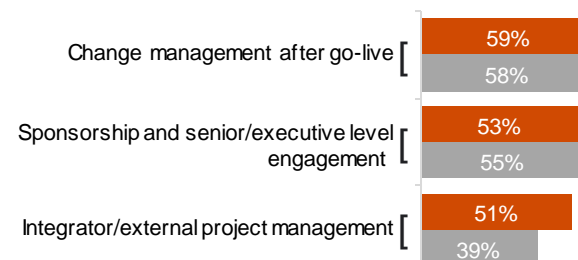 Change management after go-live
59%
58%
Sponsorship and senior/executive level
engagement
53%
55%
Integrator/external project management
51%
39%